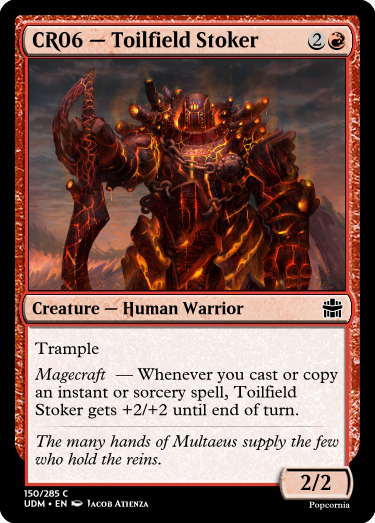 CR06 — Toilfield Stoker 2
Creature — Human Warrior
Trample
Magecraft — Whenever you cast or copy
an instant or sorcery spell, Toilfield
Stoker gets +2/+2 until end of turn.
The many hands of Multaeus supply the few
who hold the reins.
2/2
150/285 C
UDM • EN Jacob Atienza
Popcornia